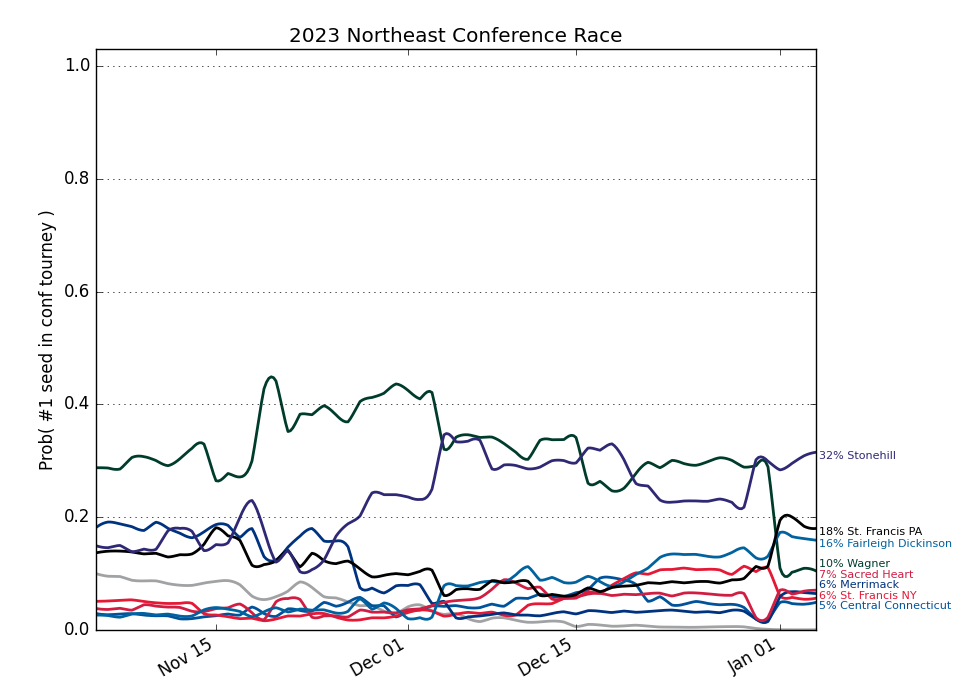 2023 Northeast Conference Race
Prob( #1 seed in conf tourney )
1.0
0.8
0.6
0.4
0.2
0.0
Nov 15
Dec 01
Dec 15
Jan 01
32% Stonehill
18% St. Francis PA
16% Fairleigh Dickinson
10% Wagner
7% Sacred Heart
6% Merrimack
6% St. Francis NY
5% Central Connecticut